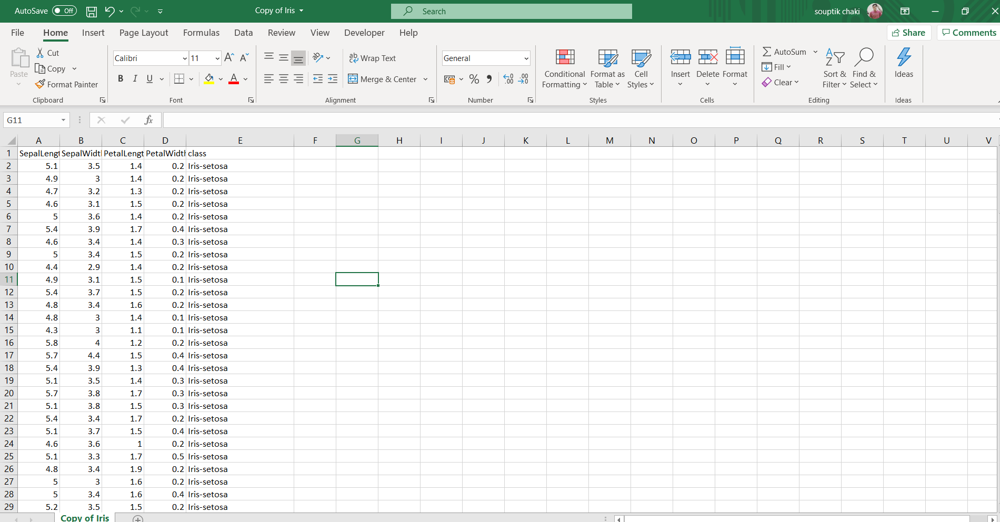 AutoSave Off Copy of Iris Search souptik chaki
File Home Insert Page Layout Formulas Data Review View Developer Help Share Comments
Paste
Cut
Copy
Format Painter
Clipboard
Calibri 11
B I U A
Font
ab Wrap Text
Merge & Center
Alignment
General
% .00
Number
Conditional Formatting
Format as Table
Cell Styles
Styles
Insert Delete Format
Cells
AutoSum
Fill
Clear
Sort & Filter
Find & Select
Editing
Ideas
Ideas
G11 fx
A B C D E F G H I J K L M N O P Q R S T U V
1 SepalLengt SepalWidtl PetalLengt PetalWidth class
2 5.1 3.5 1.4 0.2 Iris-setosa
3 4.9 3 1.4 0.2 Iris-setosa
4 4.7 3.2 1.3 0.2 Iris-setosa
5 4.6 3.1 1.5 0.2 Iris-setosa
6 5 3.6 1.4 0.2 Iris-setosa
7 5.4 3.9 1.7 0.4 Iris-setosa
8 4.6 3.4 1.4 0.3 Iris-setosa
9 5 3.4 1.5 0.2 Iris-setosa
10 4.4 2.9 1.4 0.2 Iris-setosa
11 4.9 3.1 1.5 0.1 Iris-setosa
12 5.4 3.7 1.5 0.2 Iris-setosa
13 4.8 3.4 1.6 0.2 Iris-setosa
14 4.8 3 1.4 0.1 Iris-setosa
15 4.3 3 1.1 0.1 Iris-setosa
16 5.8 4 1.2 0.2 Iris-setosa
17 5.7 4.4 1.5 0.4 Iris-setosa
18 5.4 3.9 1.3 0.4 Iris-setosa
19 5.1 3.5 1.4 0.3 Iris-setosa
20 5.7 3.8 1.7 0.3 Iris-setosa
21 5.1 3.8 1.5 0.3 Iris-setosa
22 5.4 3.4 1.7 0.2 Iris-setosa
23 5.1 3.7 1.5 0.4 Iris-setosa
24 4.6 3.6 1 0.2 Iris-setosa
25 5.1 3.3 1.7 0.5 Iris-setosa
26 4.8 3.4 1.9 0.2 Iris-setosa
27 5 3 1.6 0.2 Iris-setosa
28 5 3.4 1.6 0.4 Iris-setosa
29 5.2 3.5 1.5 0.2 Iris-setosa
Copy of Iris